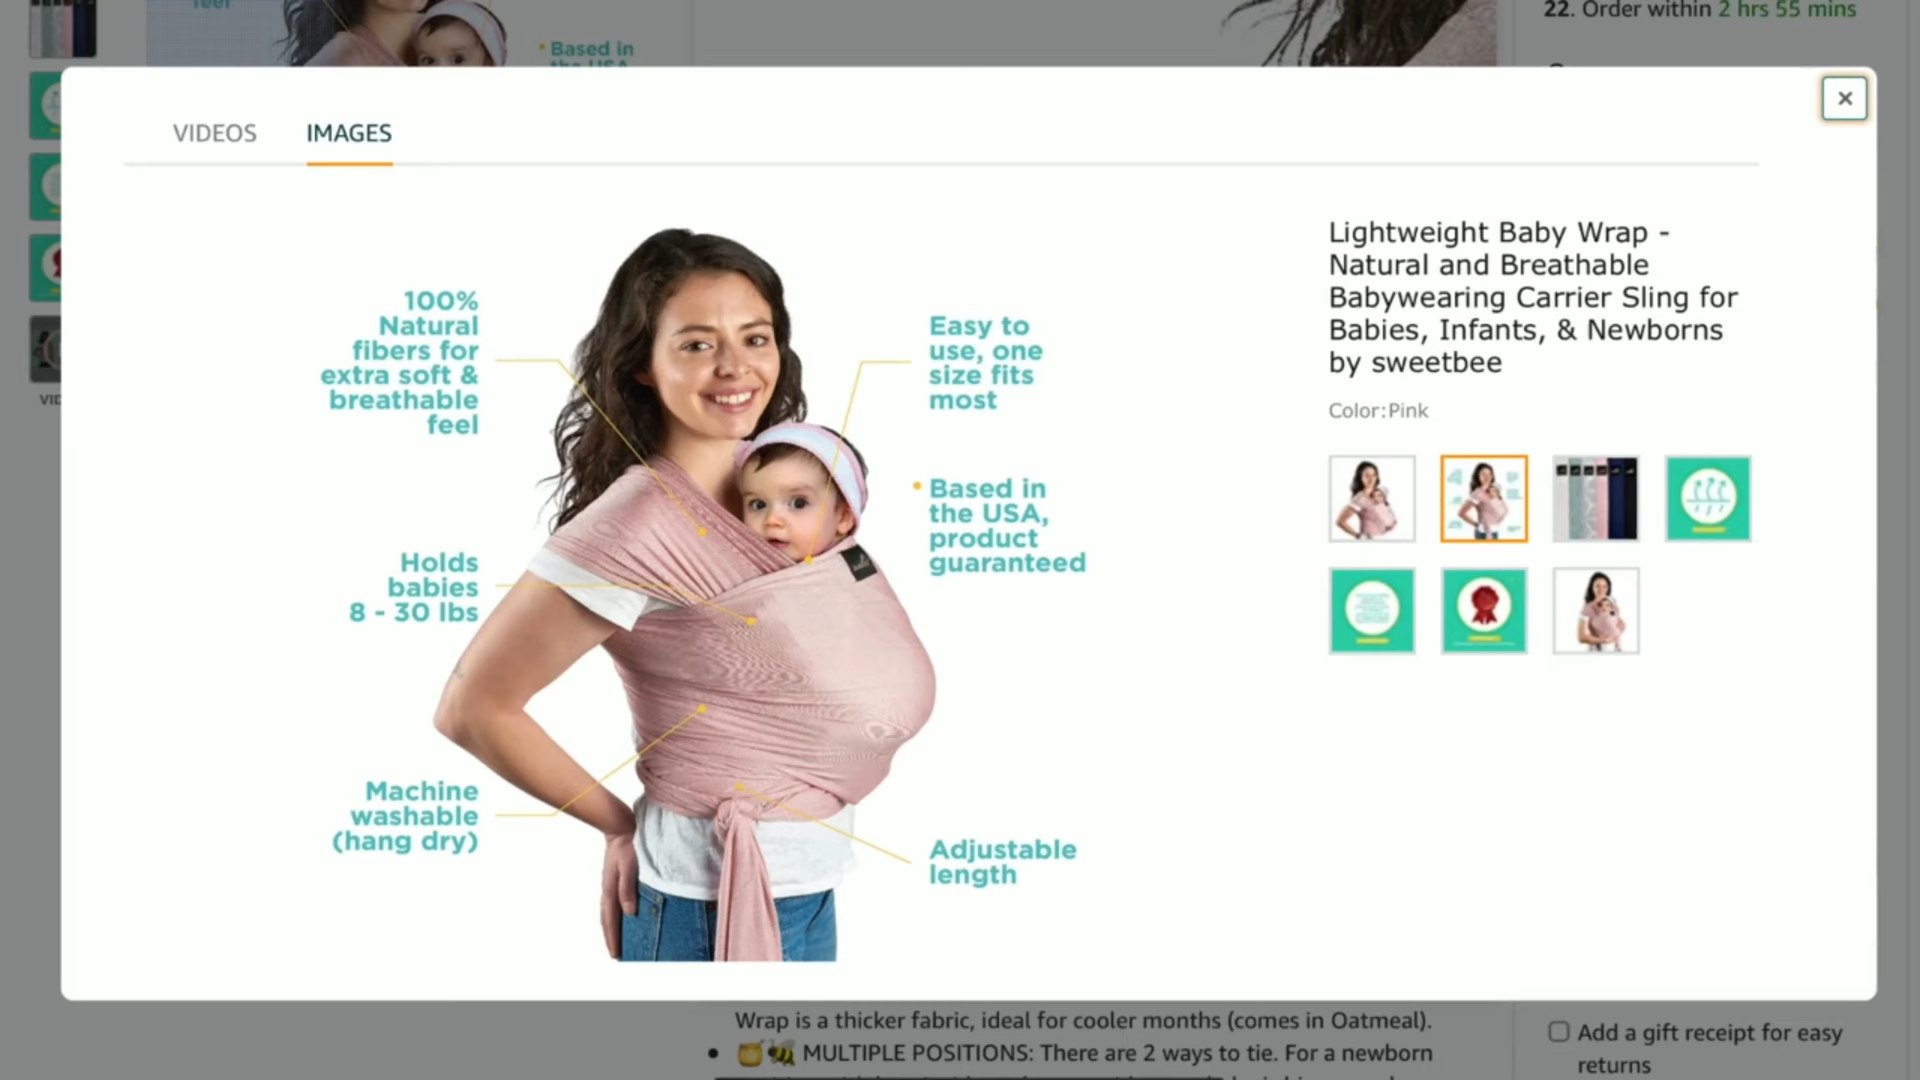 feel
Based in
22. Order within 2 hrs 55 mins
VIDEOS
IMAGES
100%
Natural
fibers for
extra soft &
breathable
feel
Holds
babies
8 - 30 lbs
Machine
washable
(hang dry)
Easy to
use, one
size fits
most
Based in
the USA,
product
guaranteed
Adjustable
length
Lightweight Baby Wrap -
Natural and Breathable
Babywearing Carrier Sling for
Babies, Infants, & Newborns
by sweetbee
Color:Pink
Wrap is a thicker fabric, ideal for cooler months (comes in Oatmeal).
MULTIPLE POSITIONS: There are 2 ways to tie. For a newborn
Add a gift receipt for easy
returns